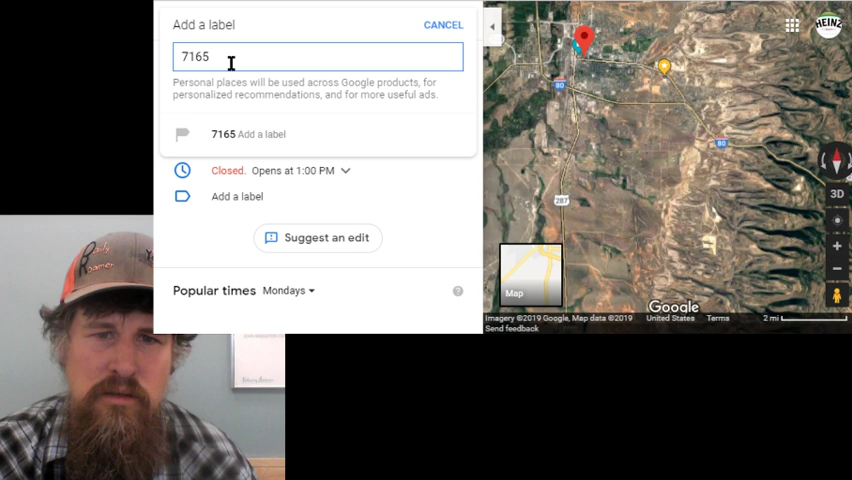 Add a label
CANCEL
7165
Personal places will be used across Google products, for
personalized recommendations, and for more useful ads.
7165 Add a label
Closed. Opens at 1:00 PM
Add a label
Suggest an edit
Popular times Mondays
?
HEINZ
80
80
287
3D
+
−
Map
Google
Imagery ©2019 Google, Map data ©2019 United States Terms 2 mi
Send feedback
Roamer